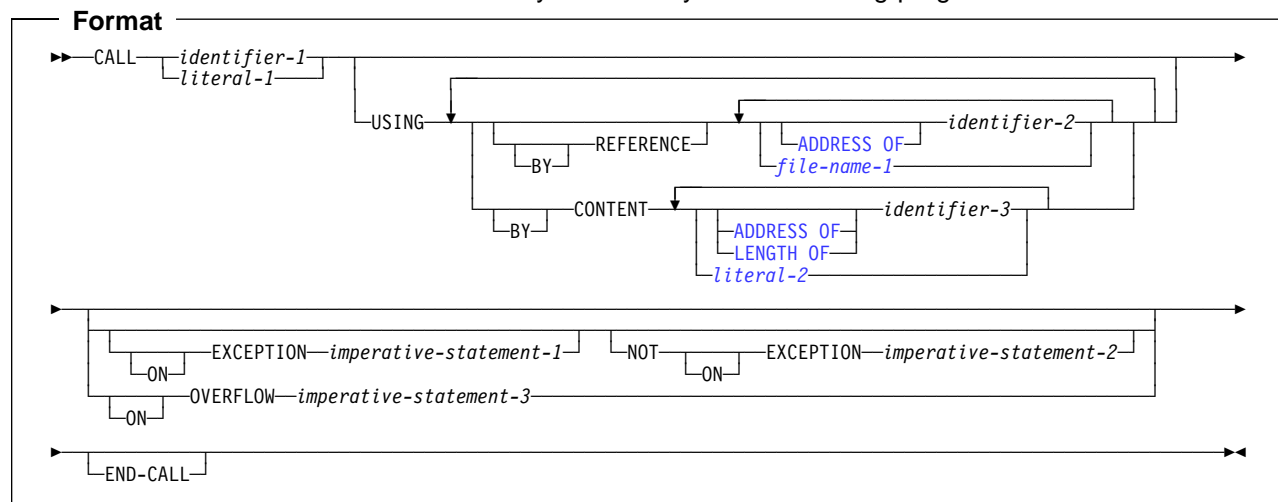 Format
CALL identifier-1
literal-1
USING
BY REFERENCE ADDRESS OF identifier-2
file-name-1
BY CONTENT ADDRESS OF identifier-3
LENGTH OF
literal-2
ON EXCEPTION imperative-statement-1 NOT ON EXCEPTION imperative-statement-2
ON OVERFLOW imperative-statement-3
END-CALL